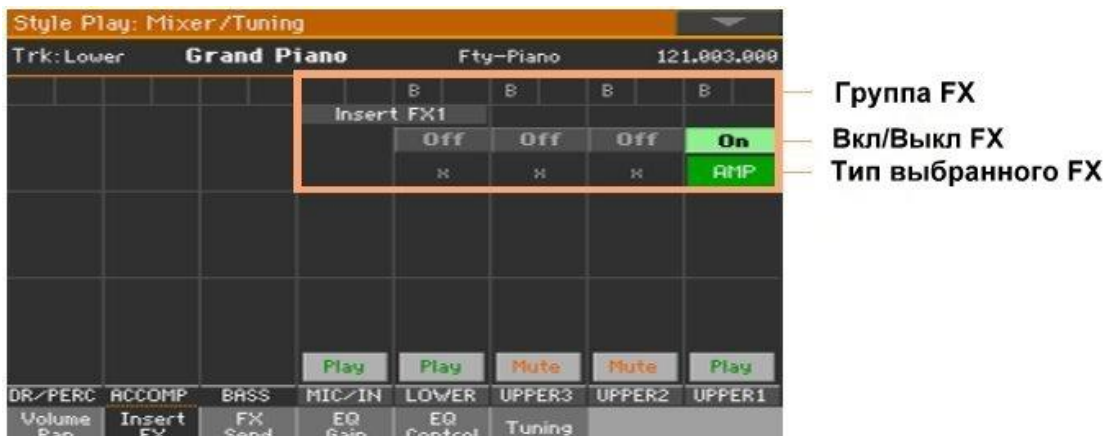 Style Play: Mixer/Tuning
Trk:Lower Grand Piano Fty-Piano 121.003.000
B B B B Группа FX
Insert FX1
Off Off Off On Вкл/Выкл FX
x x x AMP Тип выбранного FX
Play Play Mute Mute Play
DR/PERC ACCOMP BASS MIC/IN LOWER UPPER3 UPPER2 UPPER1
Volume Insert FX EQ EQ Tuning
Pan FX Send Gain Control